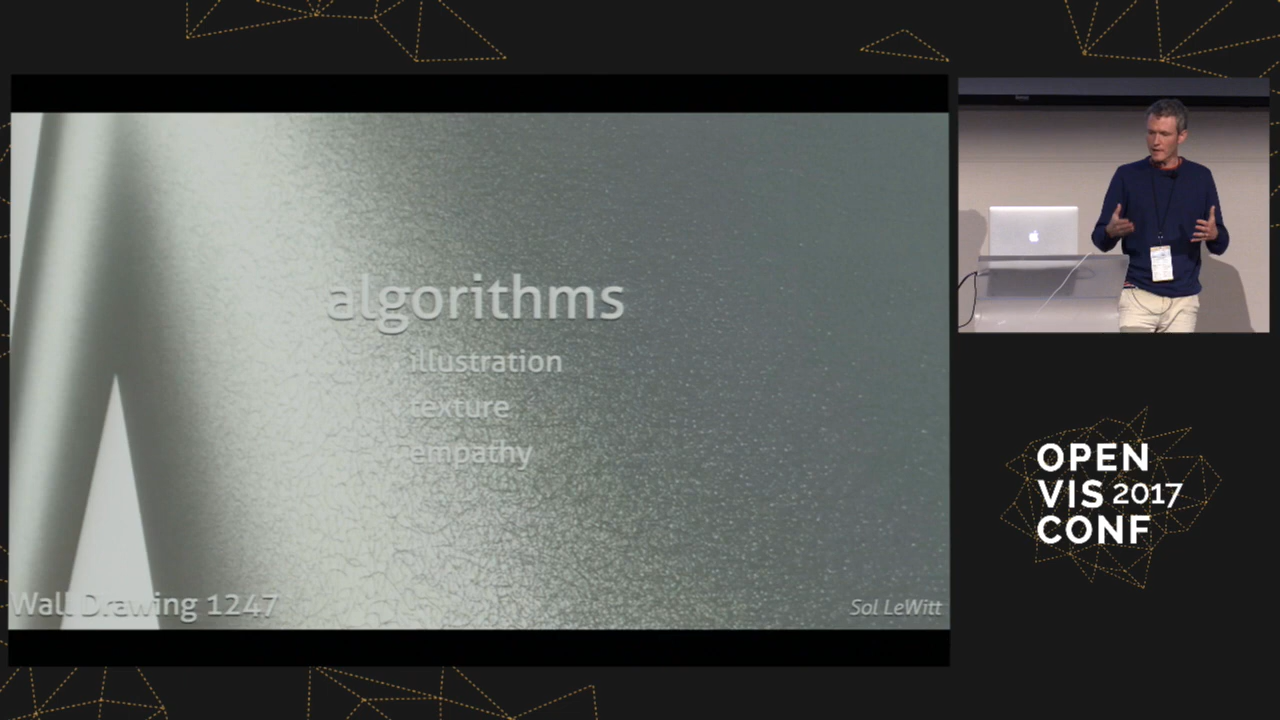 algorithms
illustration
texture
empathy
Wall Drawing 1247
Sol LeWitt
OPEN
VIS 2017
CONF